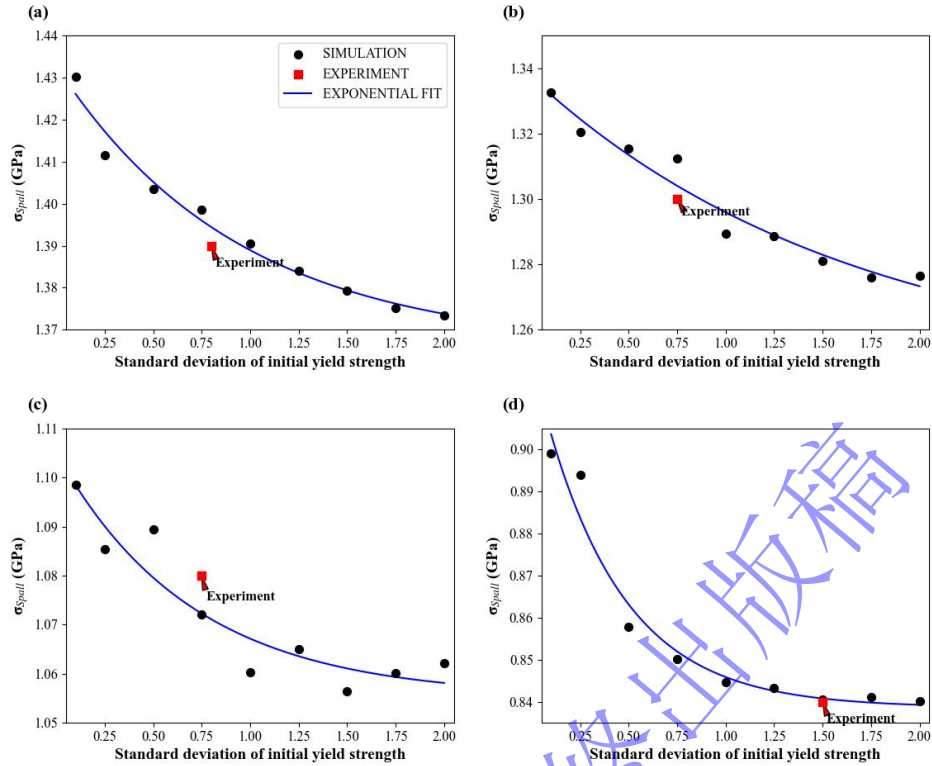 (a)
1.44
1.43
1.42
1.41
1.40
1.39
1.38
1.37
σSpall (GPa)
SIMULATION
EXPERIMENT
EXPONENTIAL FIT
Experiment
0.25 0.50 0.75 1.00 1.25 1.50 1.75 2.00
Standard deviation of initial yield strength
(b)
1.34
1.32
1.30
1.28
1.26
σSpall (GPa)
Experiment
0.25 0.50 0.75 1.00 1.25 1.50 1.75 2.00
Standard deviation of initial yield strength
(c)
1.11
1.10
1.09
1.08
1.07
1.06
1.05
σSpall (GPa)
Experiment
0.25 0.50 0.75 1.00 1.25 1.50 1.75 2.00
Standard deviation of initial yield strength
(d)
0.90
0.89
0.88
0.87
0.86
0.85
0.84
σSpall (GPa)
Experiment
0.25 0.50 0.75 1.00 1.25 1.50 1.75 2.00
Standard deviation of initial yield strength
出版稿